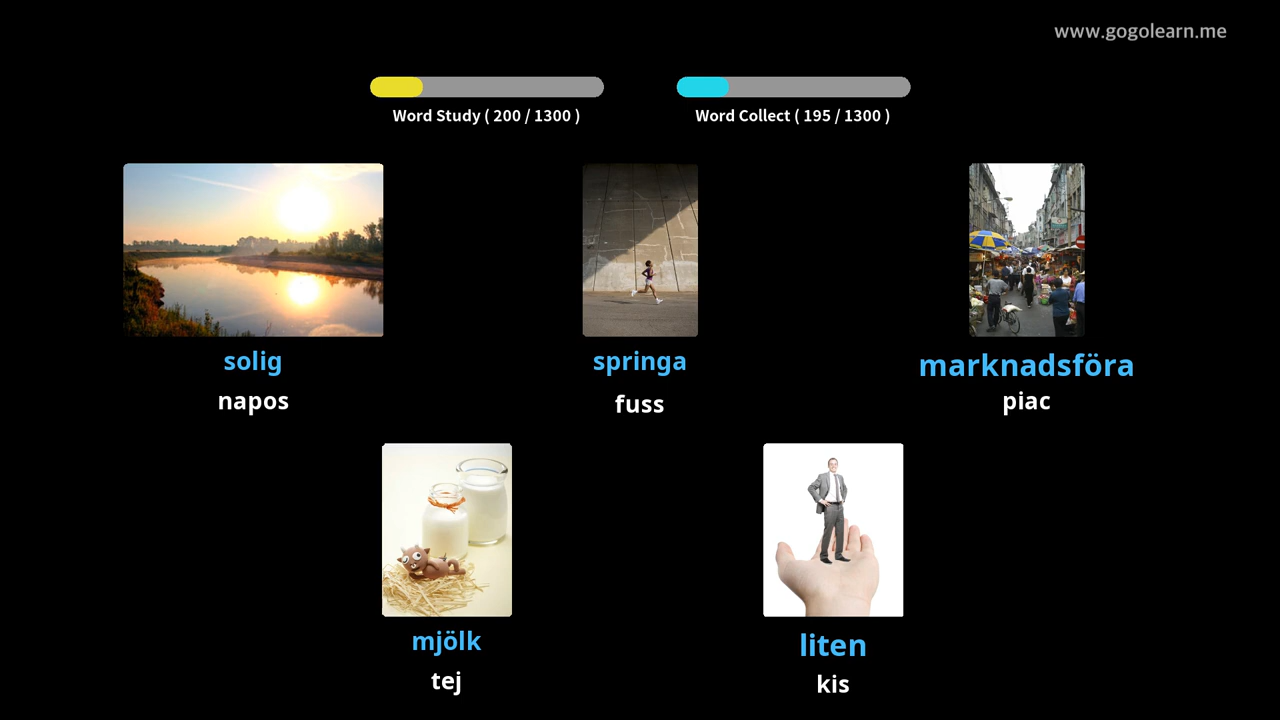 www.gogolearn.me
Word Study ( 200 / 1300 )
Word Collect ( 195 / 1300 )
solig
springa
marknadsföra
napos
fuss
piac
mjölk
liten
tej
kis